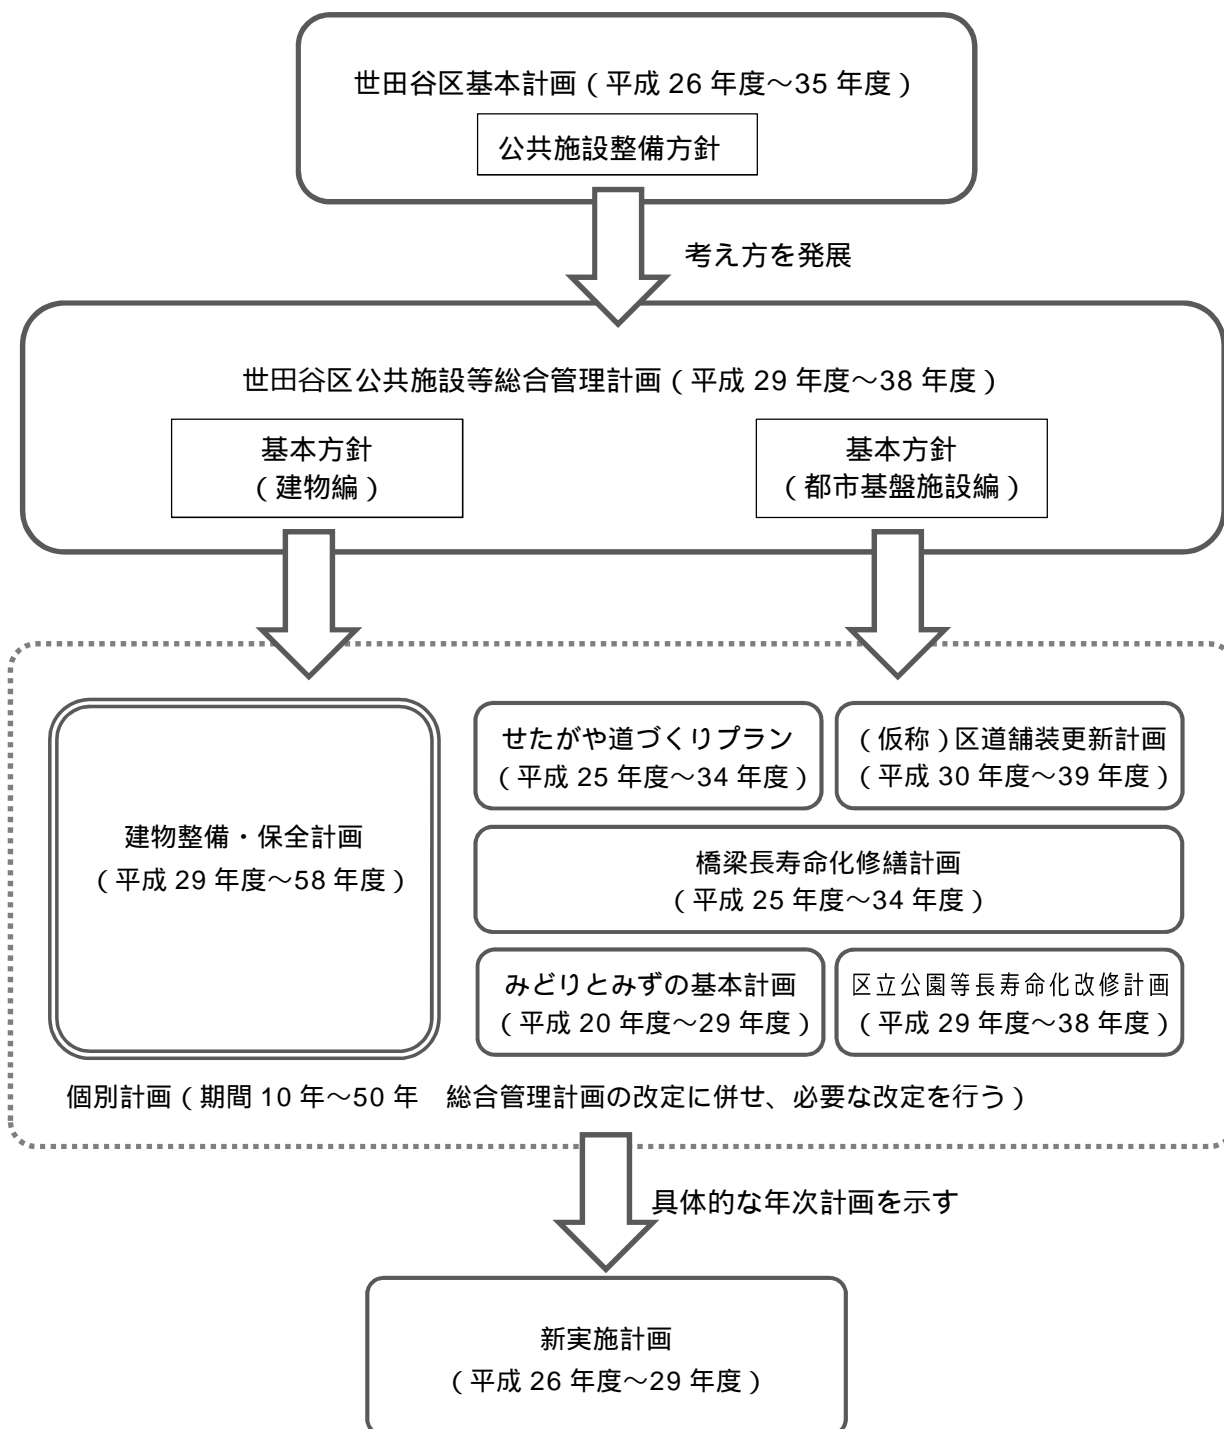 世田谷区基本計画（平成 26 年度～35 年度）
公共施設整備方針
考え方を発展
世田谷区公共施設等総合管理計画（平成 29 年度～38 年度）
基本方針
（建物編）
基本方針
（都市基盤施設編）
建物整備・保全計画
（平成 29 年度～58 年度）
せたがや道づくりプラン
（平成 25 年度～34 年度）
（仮称）区道舗装更新計画
（平成 30 年度～39 年度）
橋梁長寿命化修繕計画
（平成 25 年度～34 年度）
みどりとみずの基本計画
（平成 20 年度～29 年度）
区立公園等長寿命化改修計画
（平成 29 年度～38 年度）
個別計画（期間 10 年～50 年　総合管理計画の改定に併せ、必要な改定を行う）
具体的な年次計画を示す
新実施計画
（平成 26 年度～29 年度）